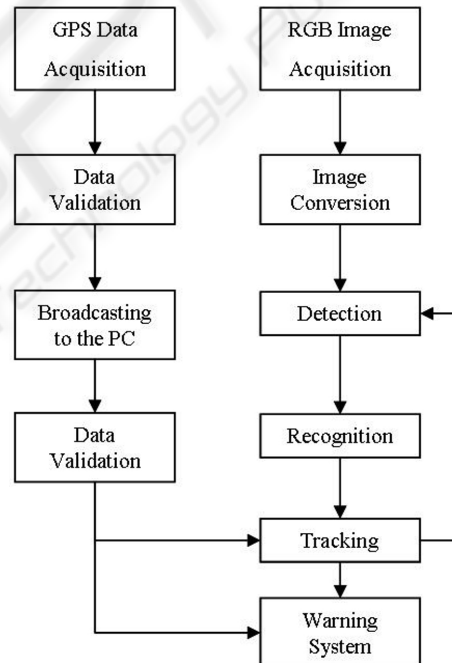 GPS Data
Acquisition
Data
Validation
Broadcasting
to the PC
Data
Validation
RGB Image
Acquisition
Image
Conversion
Detection
Recognition
Tracking
Warning
System